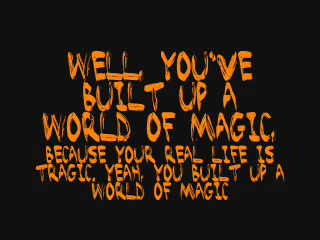 WELL, YOU'VE
BUILT UP A
WORLD OF MAGIC,
BECAUSE YOUR REAL LIFE IS
TRAGIC. YEAH, YOU BUILT UP A
WORLD OF MAGIC